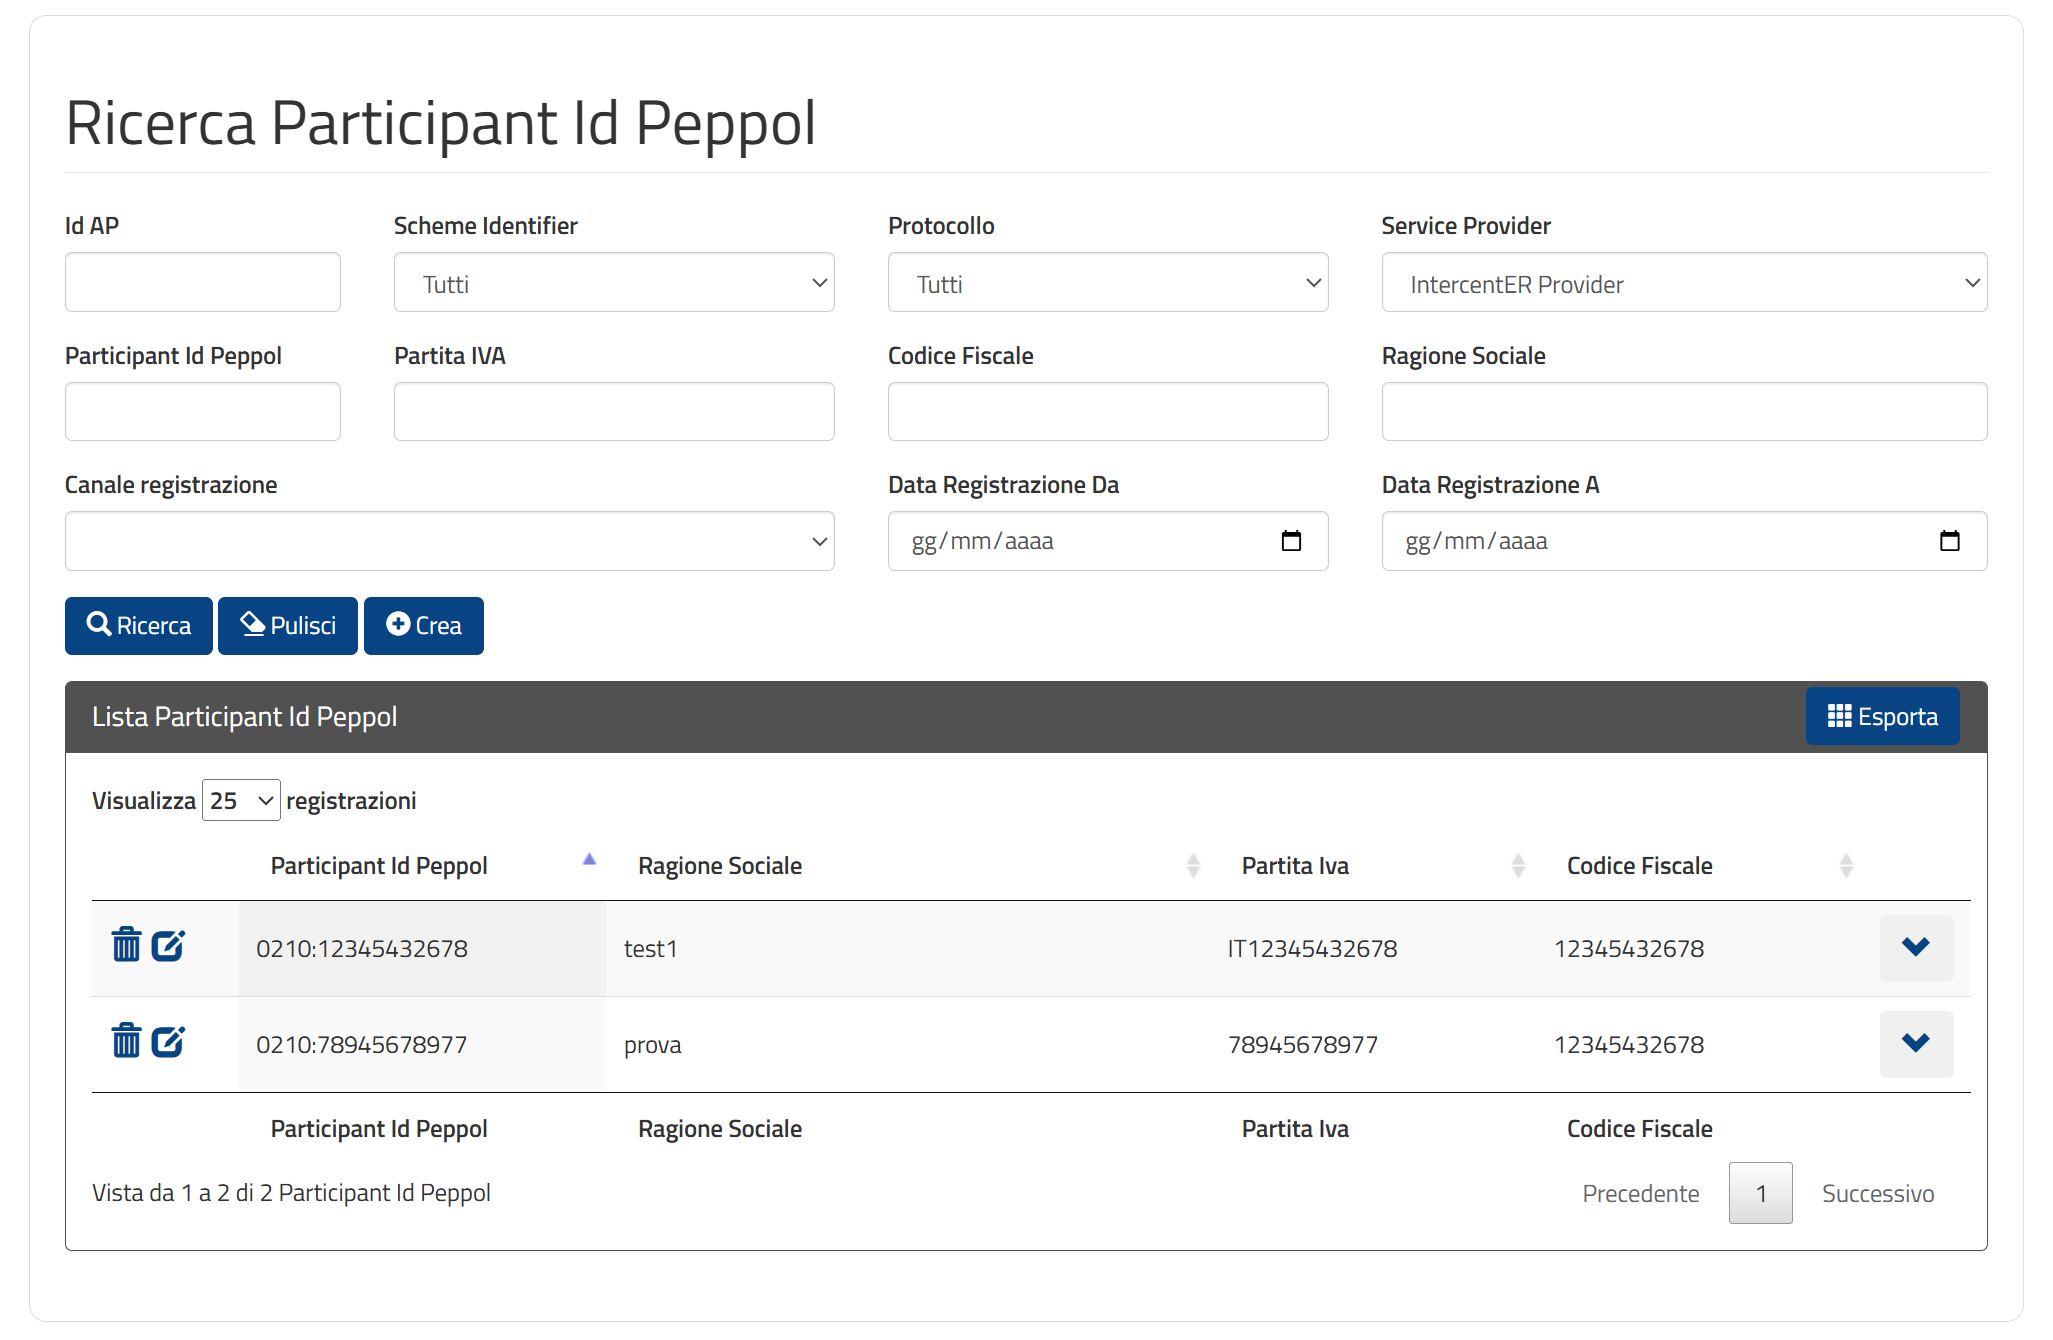 Ricerca Participant Id Peppol
Id AP Scheme Identifier Protocollo Service Provider
Tutti Tutti IntercentER Provider
Participant Id Peppol Partita IVA Codice Fiscale Ragione Sociale
Canale registrazione Data Registrazione Da Data Registrazione A
gg/mm/aaaa gg/mm/aaaa
Ricerca Pulisci Crea
Lista Participant Id Peppol Esporta
Visualizza 25 registrazioni
Participant Id Peppol Ragione Sociale Partita Iva Codice Fiscale
0210:12345432678 test1 IT12345432678 12345432678
0210:78945678977 prova 78945678977 12345432678
Participant Id Peppol Ragione Sociale Partita Iva Codice Fiscale
Vista da 1 a 2 di 2 Participant Id Peppol Precedente 1 Successivo